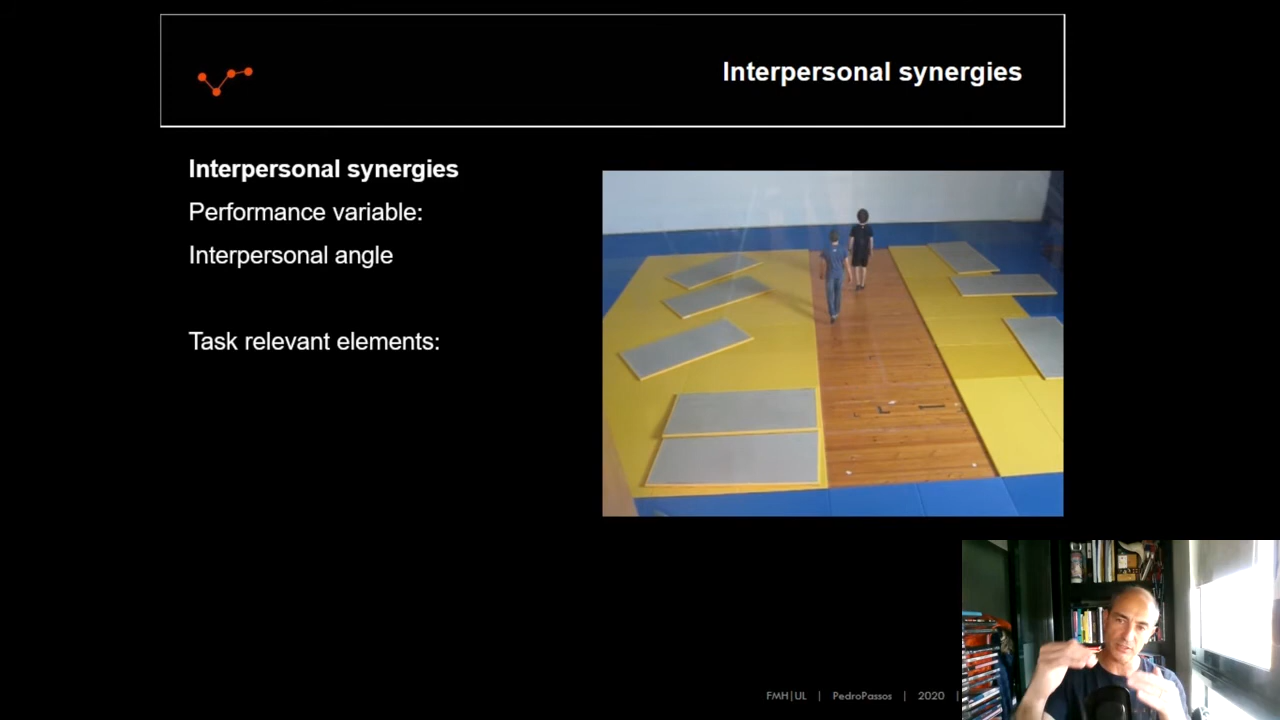 Interpersonal synergies
Interpersonal synergies
Performance variable:
Interpersonal angle
Task relevant elements:
FMH|UL | PedroPassos | 2020 |